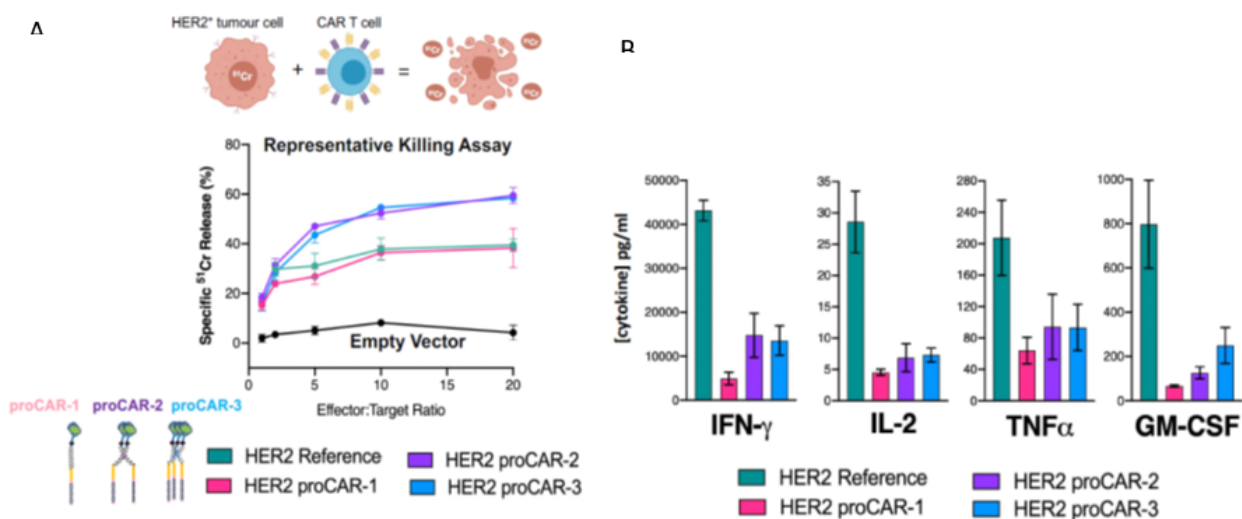 A
HER2⁺ tumour cell
CAR T cell
⁵¹Cr
+
=
⁵¹Cr
⁵¹Cr
⁵¹Cr
⁵¹Cr
Representative Killing Assay
Specific ⁵¹Cr Release (%)
80
60
40
20
0
Empty Vector
0 5 10 15 20
Effector:Target Ratio
proCAR-1 proCAR-2 proCAR-3
HER2 Reference
HER2 proCAR-1
HER2 proCAR-2
HER2 proCAR-3
B
[cytokine] pg/ml
50000
40000
30000
20000
10000
0
IFN-γ
35
30
25
20
15
10
5
0
IL-2
280
240
200
160
120
80
40
0
TNFα
1000
800
600
400
200
0
GM-CSF
HER2 Reference
HER2 proCAR-1
HER2 proCAR-2
HER2 proCAR-3